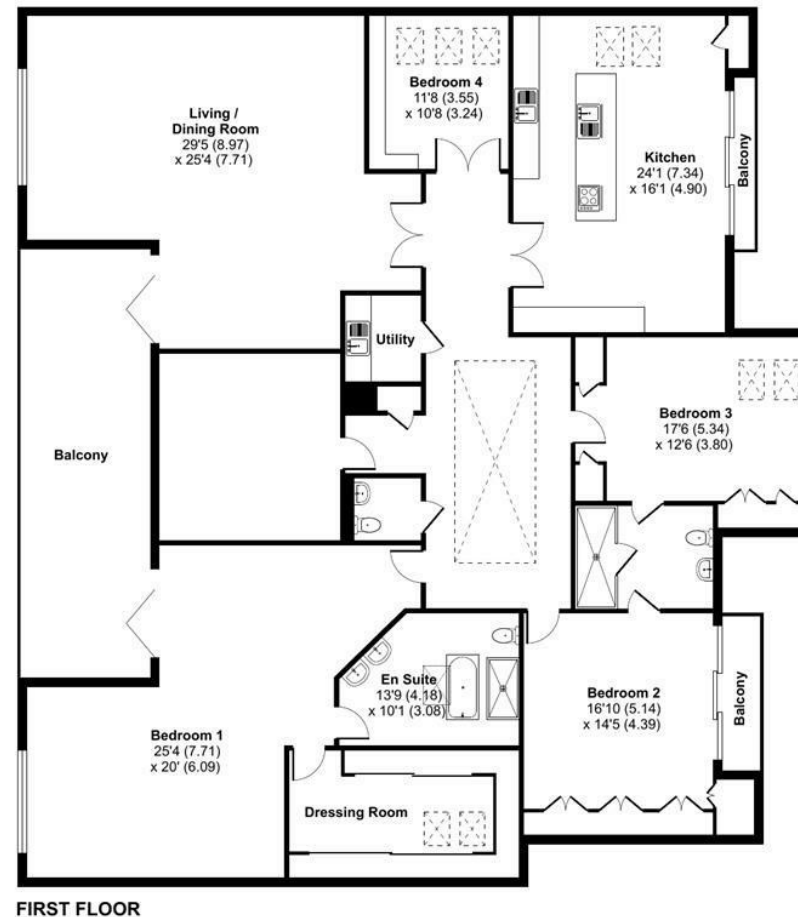 Living /
Dining Room
29'5 (8.97)
x 25'4 (7.71)
Bedroom 4
11'8 (3.55)
x 10'8 (3.24)
Kitchen
24'1 (7.34)
x 16'1 (4.90)
Balcony
Utility
Bedroom 3
17'6 (5.34)
x 12'6 (3.80)
Balcony
En Suite
13'9 (4.18)
x 10'1 (3.08)
Bedroom 2
16'10 (5.14)
x 14'5 (4.39)
Balcony
Bedroom 1
25'4 (7.71)
x 20' (6.09)
Dressing Room
FIRST FLOOR